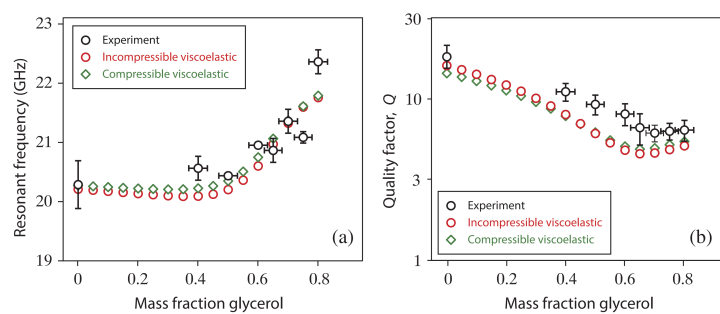 23
22
21
20
19
Resonant frequency (GHz)
Experiment
Incompressible viscoelastic
Compressible viscoelastic
(a)
0
0.2
0.4
0.6
0.8
Mass fraction glycerol
30
10
3
1
Quality factor, Q
Experiment
Incompressible viscoelastic
Compressible viscoelastic
(b)
0
0.2
0.4
0.6
0.8
Mass fraction glycerol